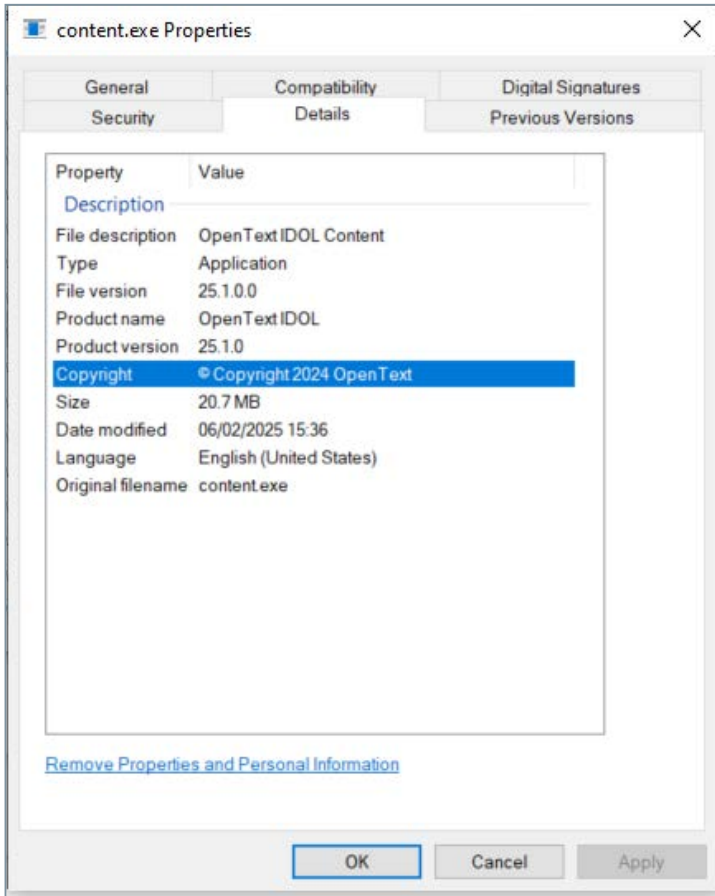 content.exe Properties
General Compatibility Digital Signatures
Security Details Previous Versions
Property Value
Description
File description OpenText IDOL Content
Type Application
File version 25.1.0.0
Product name OpenText IDOL
Product version 25.1.0
Copyright © Copyright 2024 OpenText
Size 20.7 MB
Date modified 06/02/2025 15:36
Language English (United States)
Original filename content.exe
Remove Properties and Personal Information
OK Cancel Apply